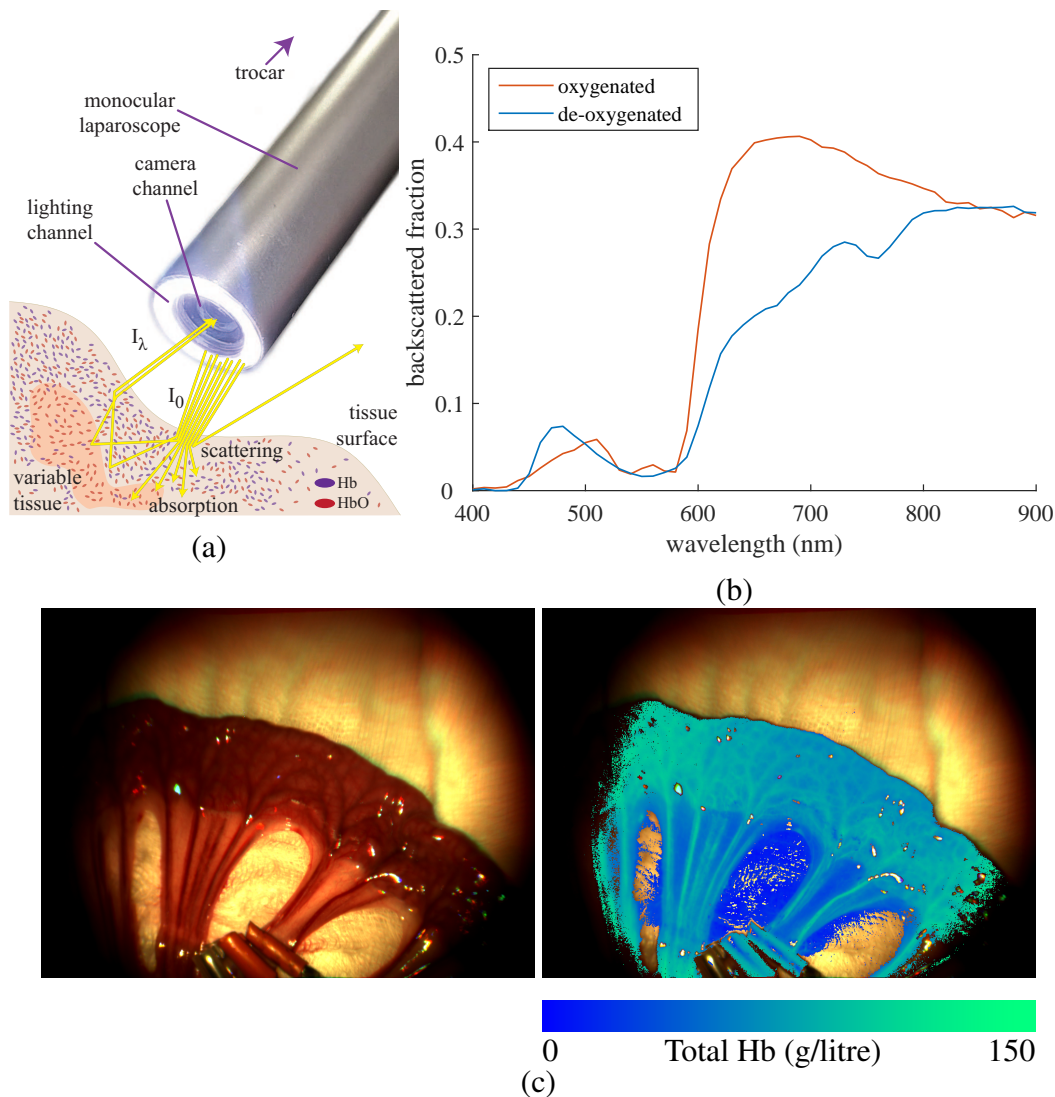 trocar
monocular
laparoscope
camera
channel
lighting
channel
I_λ
I_0
tissue
surface
scattering
variable
tissue
absorption
Hb
HbO
(a)
0.5
0.4
0.3
0.2
0.1
0
backscattered fraction
oxygenated
de-oxygenated
400 500 600 700 800 900
wavelength (nm)
(b)
0 Total Hb (g/litre) 150
(c)